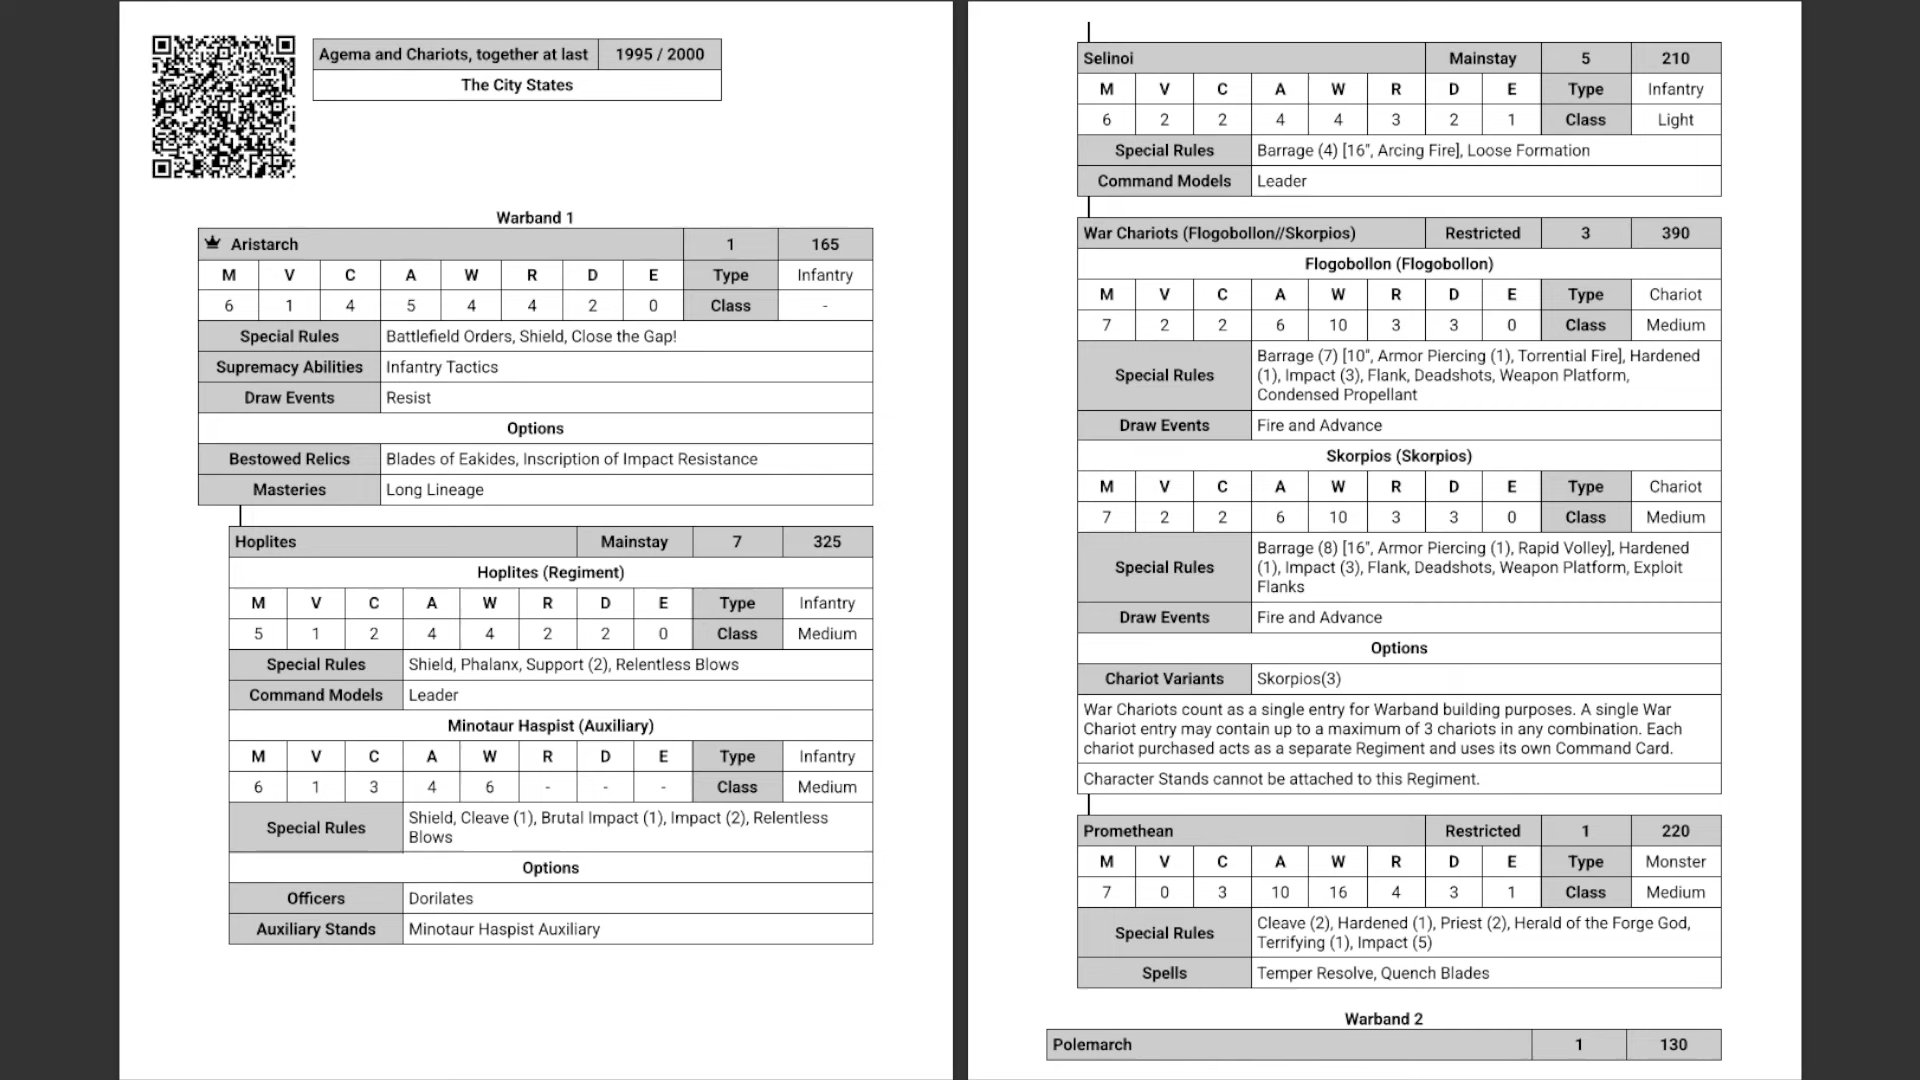 Agema and Chariots, together at last 1995 / 2000
The City States
Warband 1
Aristarch 1 165
M V C A W R D E Type Infantry
6 1 4 5 4 4 2 0 Class -
Special Rules Battlefield Orders, Shield, Close the Gap!
Supremacy Abilities Infantry Tactics
Draw Events Resist
Options
Bestowed Relics Blades of Eakides, Inscription of Impact Resistance
Masteries Long Lineage
Hoplites Mainstay 7 325
Hoplites (Regiment)
M V C A W R D E Type Infantry
5 1 2 4 4 2 2 0 Class Medium
Special Rules Shield, Phalanx, Support (2), Relentless Blows
Command Models Leader
Minotaur Haspist (Auxiliary)
M V C A W R D E Type Infantry
6 1 3 4 6 - - - Class Medium
Special Rules Shield, Cleave (1), Brutal Impact (1), Impact (2), Relentless
Blows
Options
Officers Dorilates
Auxiliary Stands Minotaur Haspist Auxiliary
Selinoi Mainstay 5 210
M V C A W R D E Type Infantry
6 2 2 4 4 3 2 1 Class Light
Special Rules Barrage (4) [16", Arcing Fire], Loose Formation
Command Models Leader
War Chariots (Flogobollon//Skorpios) Restricted 3 390
Flogobollon (Flogobollon)
M V C A W R D E Type Chariot
7 2 2 6 10 3 3 0 Class Medium
Special Rules Barrage (7) [10", Armor Piercing (1), Torrential Fire], Hardened
(1), Impact (3), Flank, Deadshots, Weapon Platform,
Condensed Propellant
Draw Events Fire and Advance
Skorpios (Skorpios)
M V C A W R D E Type Chariot
7 2 2 6 10 3 3 0 Class Medium
Special Rules Barrage (8) [16", Armor Piercing (1), Rapid Volley], Hardened
(1), Impact (3), Flank, Deadshots, Weapon Platform, Exploit
Flanks
Draw Events Fire and Advance
Options
Chariot Variants Skorpios(3)
War Chariots count as a single entry for Warband building purposes. A single War
Chariot entry may contain up to a maximum of 3 chariots in any combination. Each
chariot purchased acts as a separate Regiment and uses its own Command Card.
Character Stands cannot be attached to this Regiment.
Promethean Restricted 1 220
M V C A W R D E Type Monster
7 0 3 10 16 4 3 1 Class Medium
Special Rules Cleave (2), Hardened (1), Priest (2), Herald of the Forge God,
Terrifying (1), Impact (5)
Spells Temper Resolve, Quench Blades
Warband 2
Polemarch 1 130